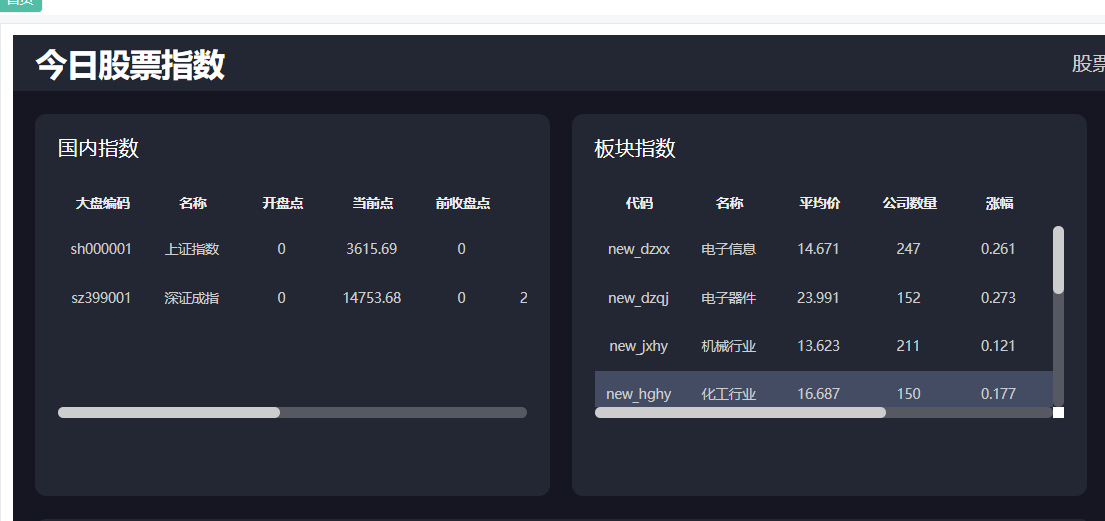 首页
今日股票指数
股票
国内指数
大盘编码 名称 开盘点 当前点 前收盘点
sh000001 上证指数 0 3615.69 0
sz399001 深证成指 0 14753.68 0 2
板块指数
代码 名称 平均价 公司数量 涨幅
new_dzxx 电子信息 14.671 247 0.261
new_dzqj 电子器件 23.991 152 0.273
new_jxhy 机械行业 13.623 211 0.121
new_hghy 化工行业 16.687 150 0.177